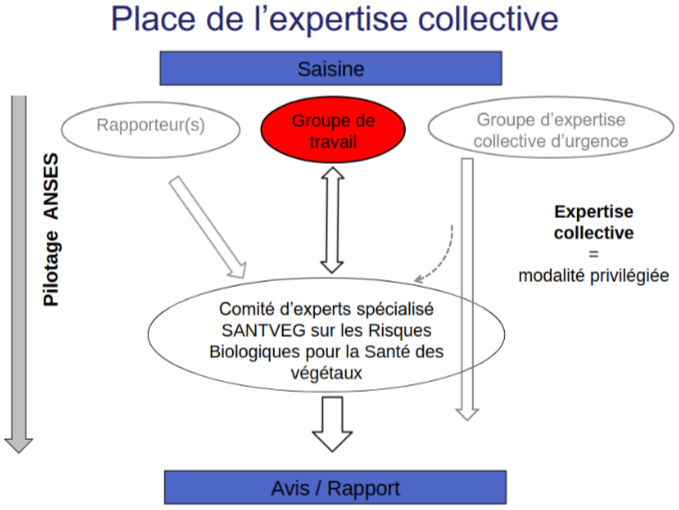 Place de l’expertise collective
Saisine
Rapporteur(s)
Groupe de
travail
Groupe d’expertise
collective d’urgence
Pilotage ANSES
Expertise
collective
=
modalité privilégiée
Comité d’experts spécialisé
SANTVEG sur les Risques
Biologiques pour la Santé des
végétaux
Avis / Rapport